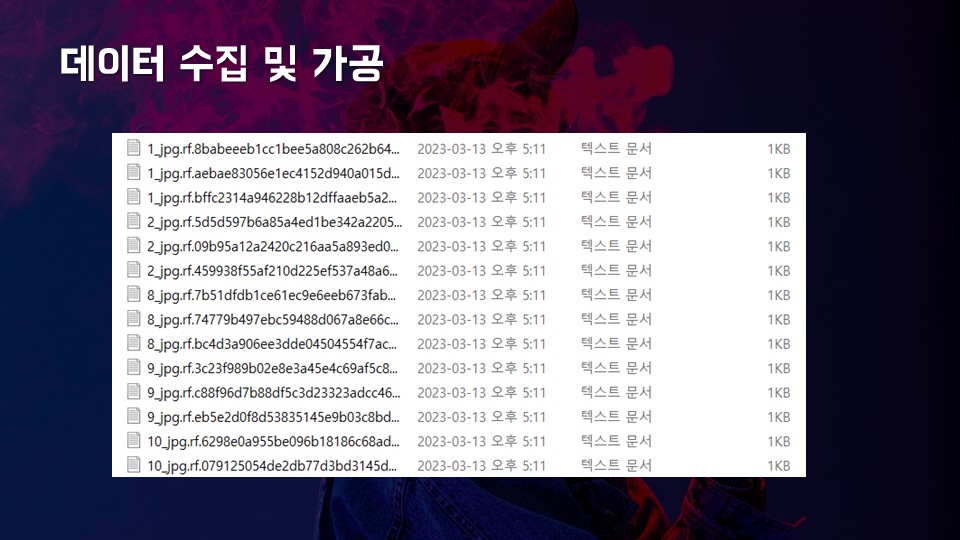 데이터 수집 및 가공
1_jpg.rf.8babeeeb1cc1bee5a808c262b64... 2023-03-13 오후 5:11 텍스트 문서 1KB
1_jpg.rf.aebae83056e1ec4152d940a015d... 2023-03-13 오후 5:11 텍스트 문서 1KB
1_jpg.rf.bffc2314a946228b12dffaaeb5a2... 2023-03-13 오후 5:11 텍스트 문서 1KB
2_jpg.rf.5d5d597b6a85a4ed1be342a2205... 2023-03-13 오후 5:11 텍스트 문서 1KB
2_jpg.rf.09b95a12a2420c216aa5a893ed0... 2023-03-13 오후 5:11 텍스트 문서 1KB
2_jpg.rf.459938f55af210d225ef537a48a6... 2023-03-13 오후 5:11 텍스트 문서 1KB
8_jpg.rf.7b51dfdb1ce61ec9e6eeb673fab... 2023-03-13 오후 5:11 텍스트 문서 1KB
8_jpg.rf.74779b497ebc59488d067a8e66c... 2023-03-13 오후 5:11 텍스트 문서 1KB
8_jpg.rf.bc4d3a906ee3dde04504554f7ac... 2023-03-13 오후 5:11 텍스트 문서 1KB
9_jpg.rf.3c23f989b02e8e3a45e4c69af5c8... 2023-03-13 오후 5:11 텍스트 문서 1KB
9_jpg.rf.c88f96d7b88df5c3d23323adcc46... 2023-03-13 오후 5:11 텍스트 문서 1KB
9_jpg.rf.eb5e2d0f8d53835145e9b03c8bd... 2023-03-13 오후 5:11 텍스트 문서 1KB
10_jpg.rf.6298e0a955be096b18186c68ad... 2023-03-13 오후 5:11 텍스트 문서 1KB
10_jpg.rf.079125054de2db77d3bd3145d... 2023-03-13 오후 5:11 텍스트 문서 1KB